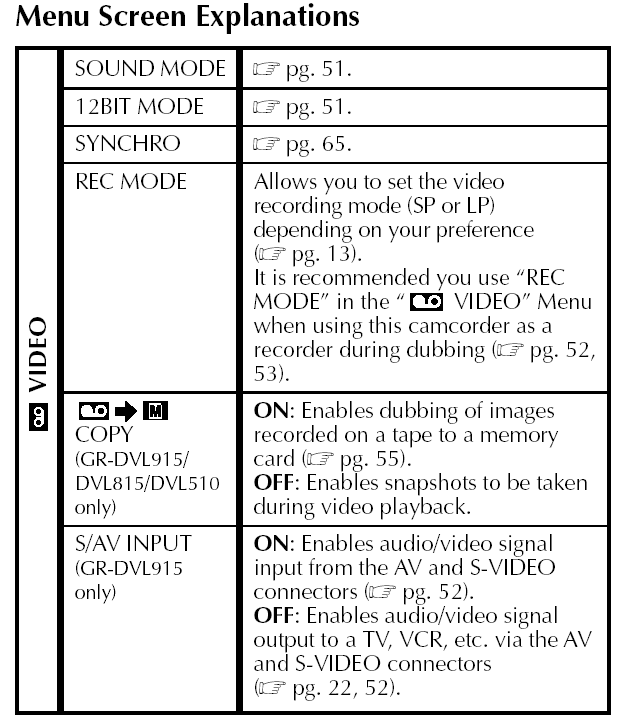 Menu Screen Explanations
VIDEO
SOUND MODE
☞ pg. 51.
12BIT MODE
☞ pg. 51.
SYNCHRO
☞ pg. 65.
REC MODE
Allows you to set the video
recording mode (SP or LP)
depending on your preference
(☞ pg. 13).
It is recommended you use “REC
MODE” in the “ VIDEO” Menu
when using this camcorder as a
recorder during dubbing (☞ pg. 52,
53).
➡ M
COPY
(GR-DVL915/
DVL815/DVL510
only)
ON: Enables dubbing of images
recorded on a tape to a memory
card (☞ pg. 55).
OFF: Enables snapshots to be taken
during video playback.
S/AV INPUT
(GR-DVL915
only)
ON: Enables audio/video signal
input from the AV and S-VIDEO
connectors (☞ pg. 52).
OFF: Enables audio/video signal
output to a TV, VCR, etc. via the AV
and S-VIDEO connectors
(☞ pg. 22, 52).